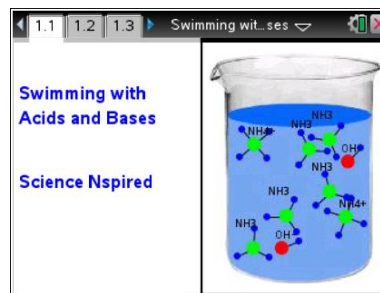 1.1 1.2 1.3 Swimming wit…ses
Swimming with
Acids and Bases
Science Nspired
NH3
NH4+
NH3
OH-
NH3
NH3
NH4+
NH3
OH-